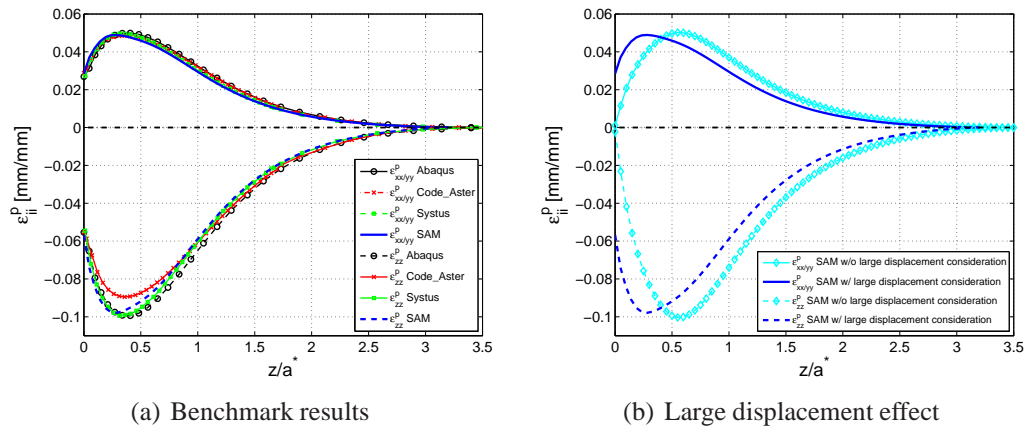 0.06
0.04
0.02
0
−0.02
−0.04
−0.06
−0.08
−0.1
ε^p_ii [mm/mm]
ε^p_xx/yy Abaqus
ε^p_xx/yy Code_Aster
ε^p_xx/yy Systus
ε^p_xx/yy SAM
ε^p_zz Abaqus
ε^p_zz Code_Aster
ε^p_zz Systus
ε^p_zz SAM
0 0.5 1 1.5 2 2.5 3 3.5
z/a*
(a) Benchmark results
0.06
0.04
0.02
0
−0.02
−0.04
−0.06
−0.08
−0.1
ε^p_ii [mm/mm]
ε^p_xx/yy SAM w/o large displacement consideration
ε^p_xx/yy SAM w/ large displacement consideration
ε^p_zz SAM w/o large displacement consideration
ε^p_zz SAM w/ large displacement consideration
0 0.5 1 1.5 2 2.5 3 3.5
z/a*
(b) Large displacement effect